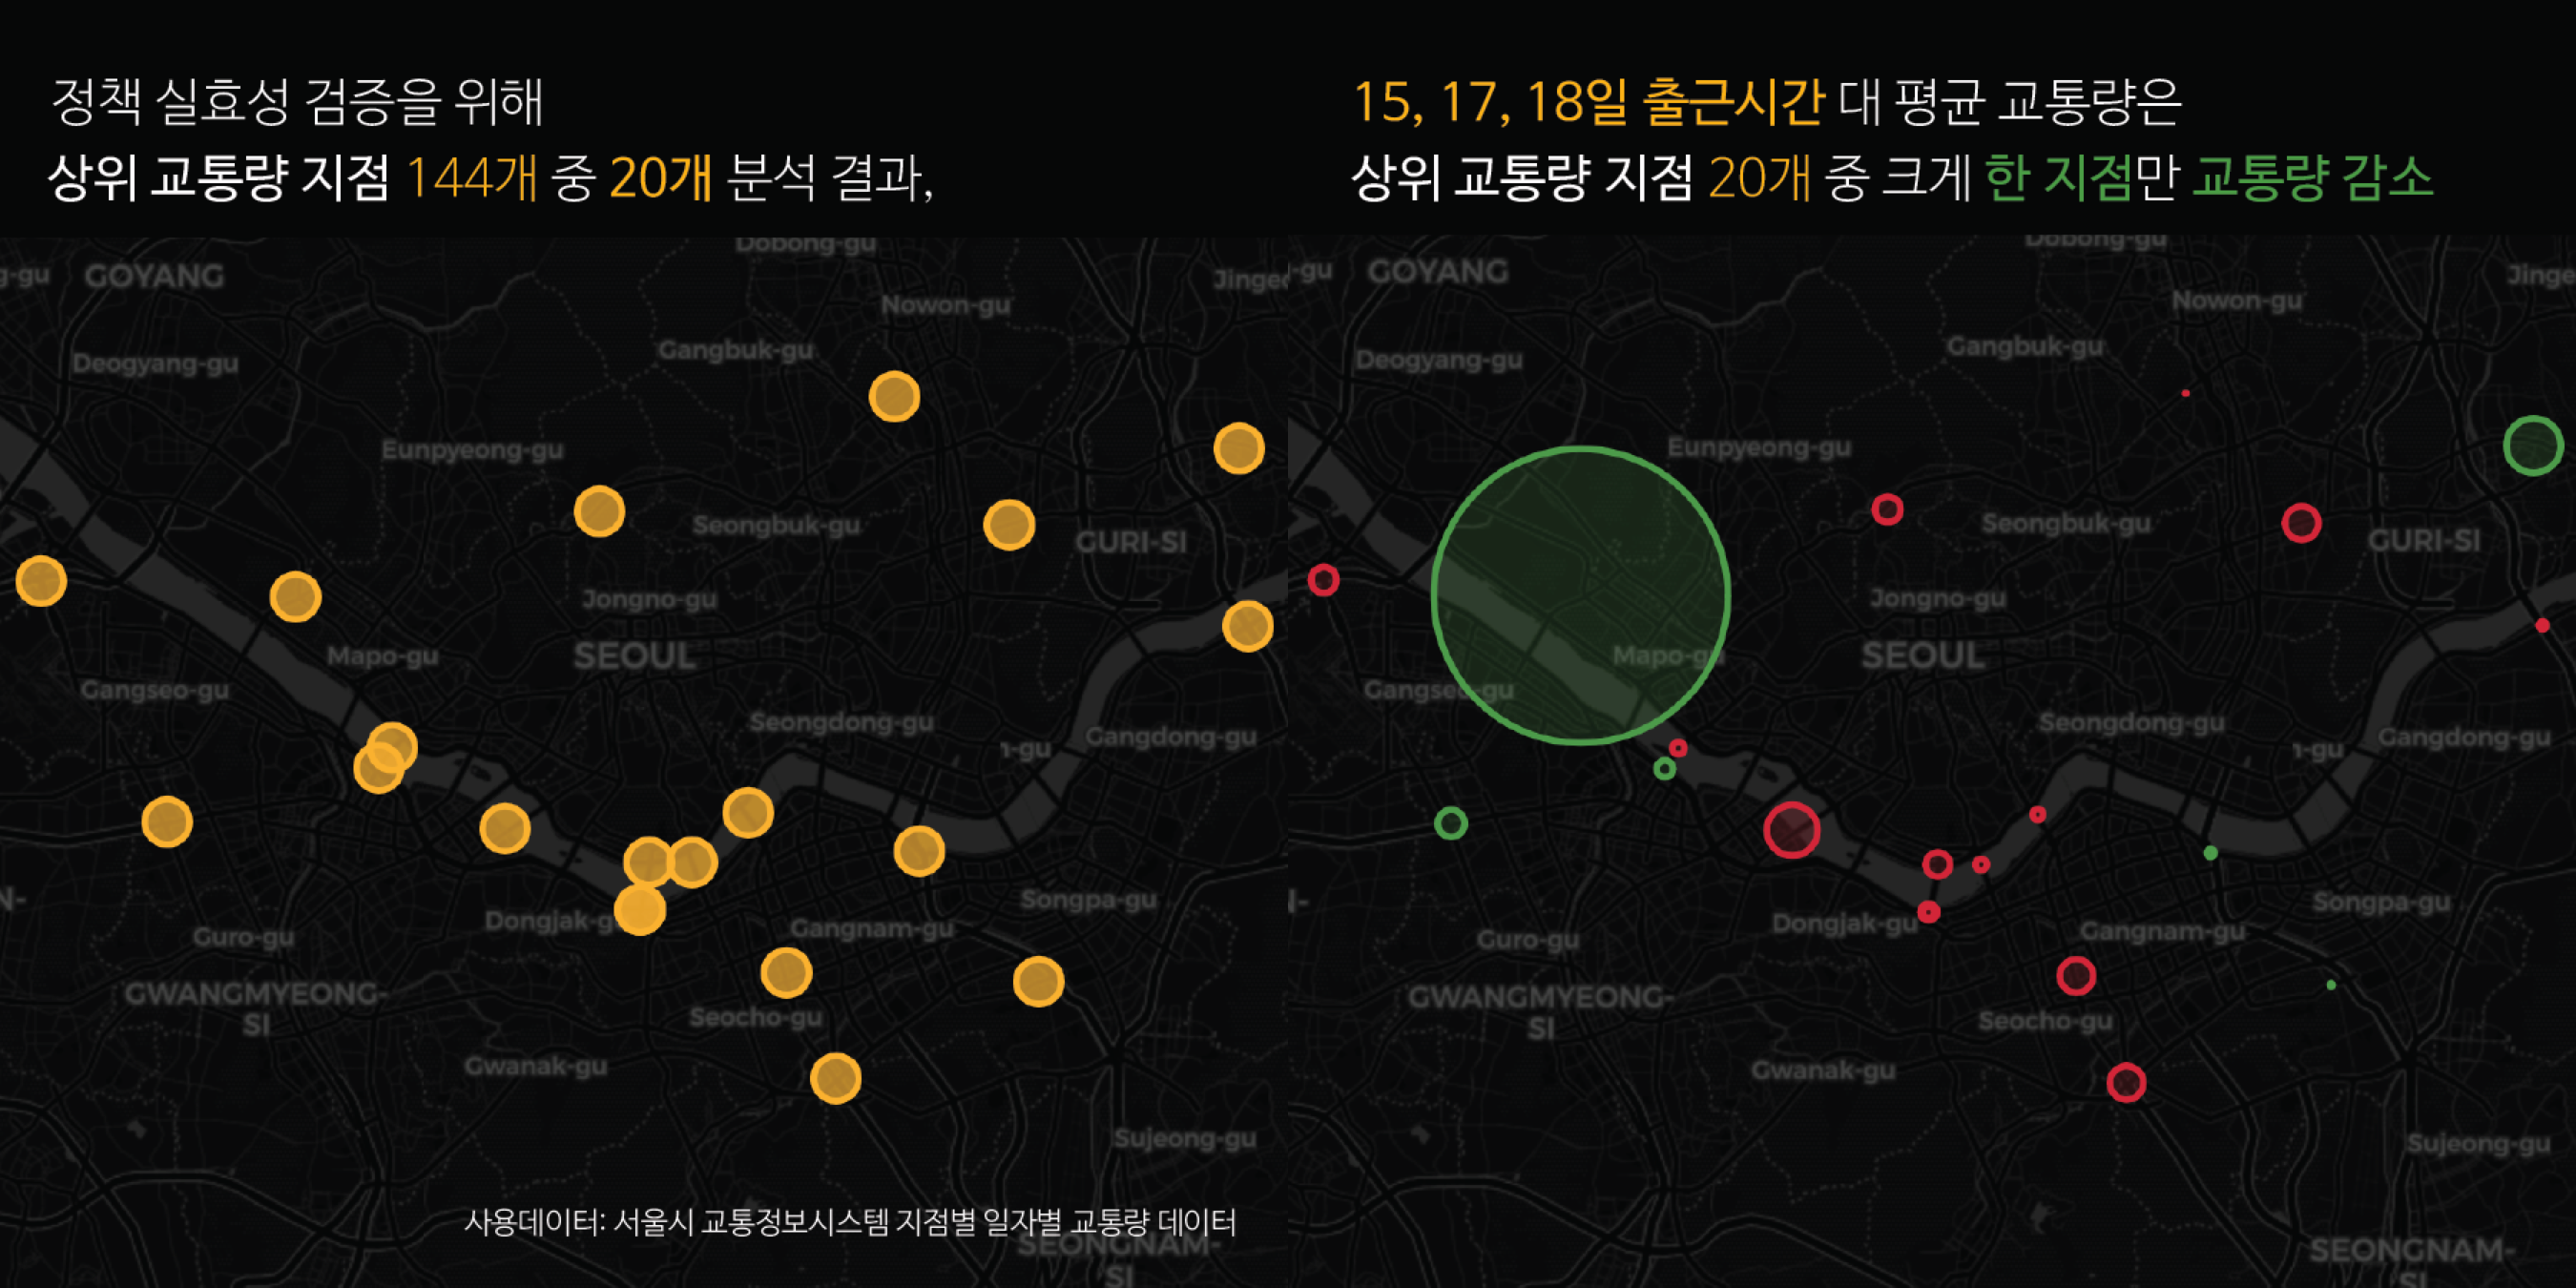 정책 실효성 검증을 위해
상위 교통량 지점 144개 중 20개 분석 결과,
Dobong-gu
g-gu
GOYANG
Jinge
Nowon-gu
Gangbuk-gu
Deogyang-gu
Eunpyeong-gu
Seongbuk-gu
GURI-SI
Jongno-gu
SEOUL
Mapo-gu
Gangseo-gu
Seongdong-gu
Gangdong-gu
n-gu
N-
Songpa-gu
Dongjak-g
Gangnam-gu
Guro-gu
GWANGMYEONG-
SI
Seocho-gu
Gwanak-gu
Sujeong-gu
사용데이터: 서울시 교통정보시스템 지점별 일자별 교통량 데이터
SEONGNAM-
SI
15, 17, 18일 출근시간 대 평균 교통량은
상위 교통량 지점 20개 중 크게 한 지점만 교통량 감소
Dobong-gu
-gu
GOYANG
Jinge
Nowon-gu
Gangbuk-gu
Deogyang-gu
Eunpyeong-gu
Seongbuk-gu
GURI-SI
Jongno-gu
SEOUL
Mapo-gu
Gangseo-gu
Seongdong-gu
Gangdong-gu
n-gu
Songpa-gu
Dongjak-gu
Gangnam-gu
Guro-gu
GWANGMYEONG-
SI
Seocho-gu
Gwanak-gu
Sujeong-gu
SEONGNAM-